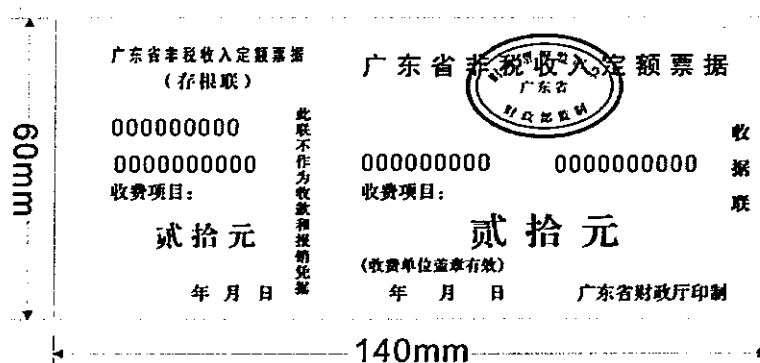 60mm
广东省非税收入定额票据
(存根联)
000000000
0000000000
收费项目:
贰拾元
年 月 日
此联不作为收款和报销凭据
广东省非税收入定额票据
广东省
财政部监制
000000000 0000000000
收费项目:
贰拾元
(收费单位盖章有效)
年 月 日 广东省财政厅印制
收据联
140mm